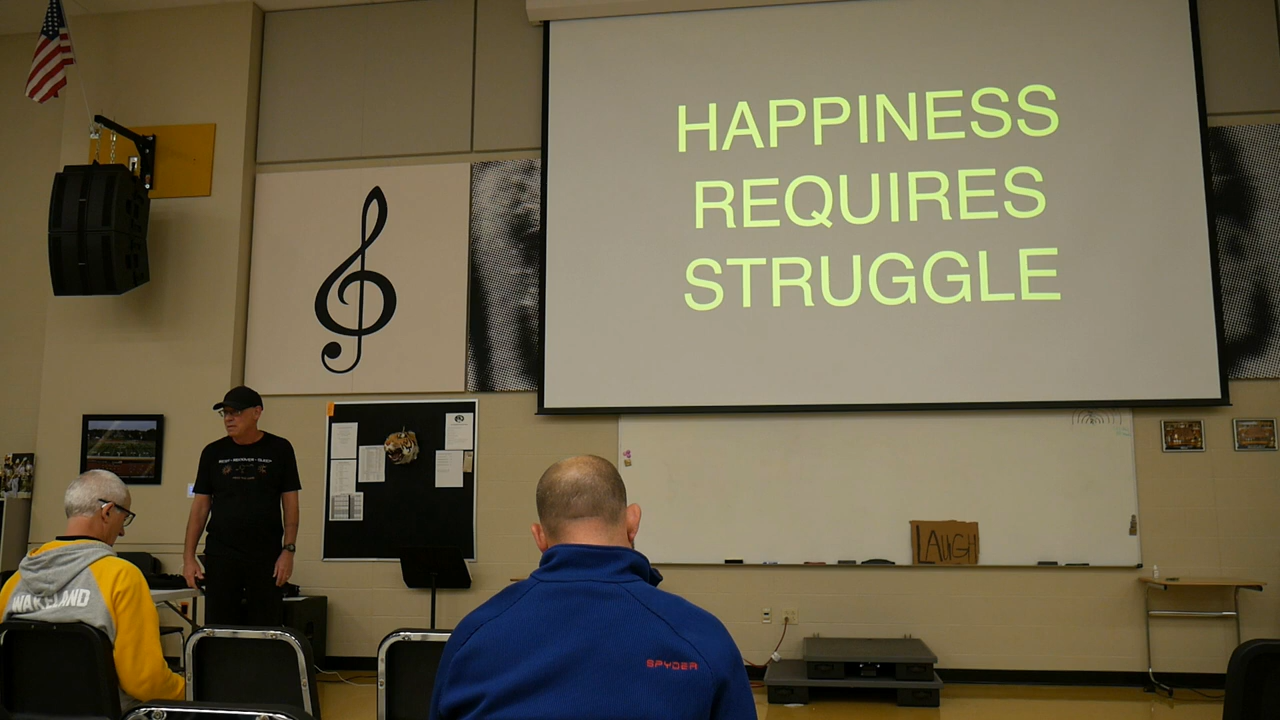 HAPPINESS
REQUIRES
STRUGGLE
LAUGH
WAKELAND
SPYDER